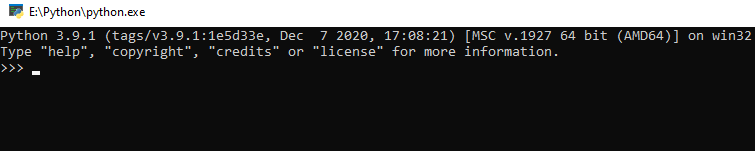 E:\Python\python.exe
Python 3.9.1 (tags/v3.9.1:1e5d33e, Dec  7 2020, 17:08:21) [MSC v.1927 64 bit (AMD64)] on win32
Type "help", "copyright", "credits" or "license" for more information.
>>>